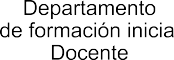 Departamento
de formación inicia
Docente